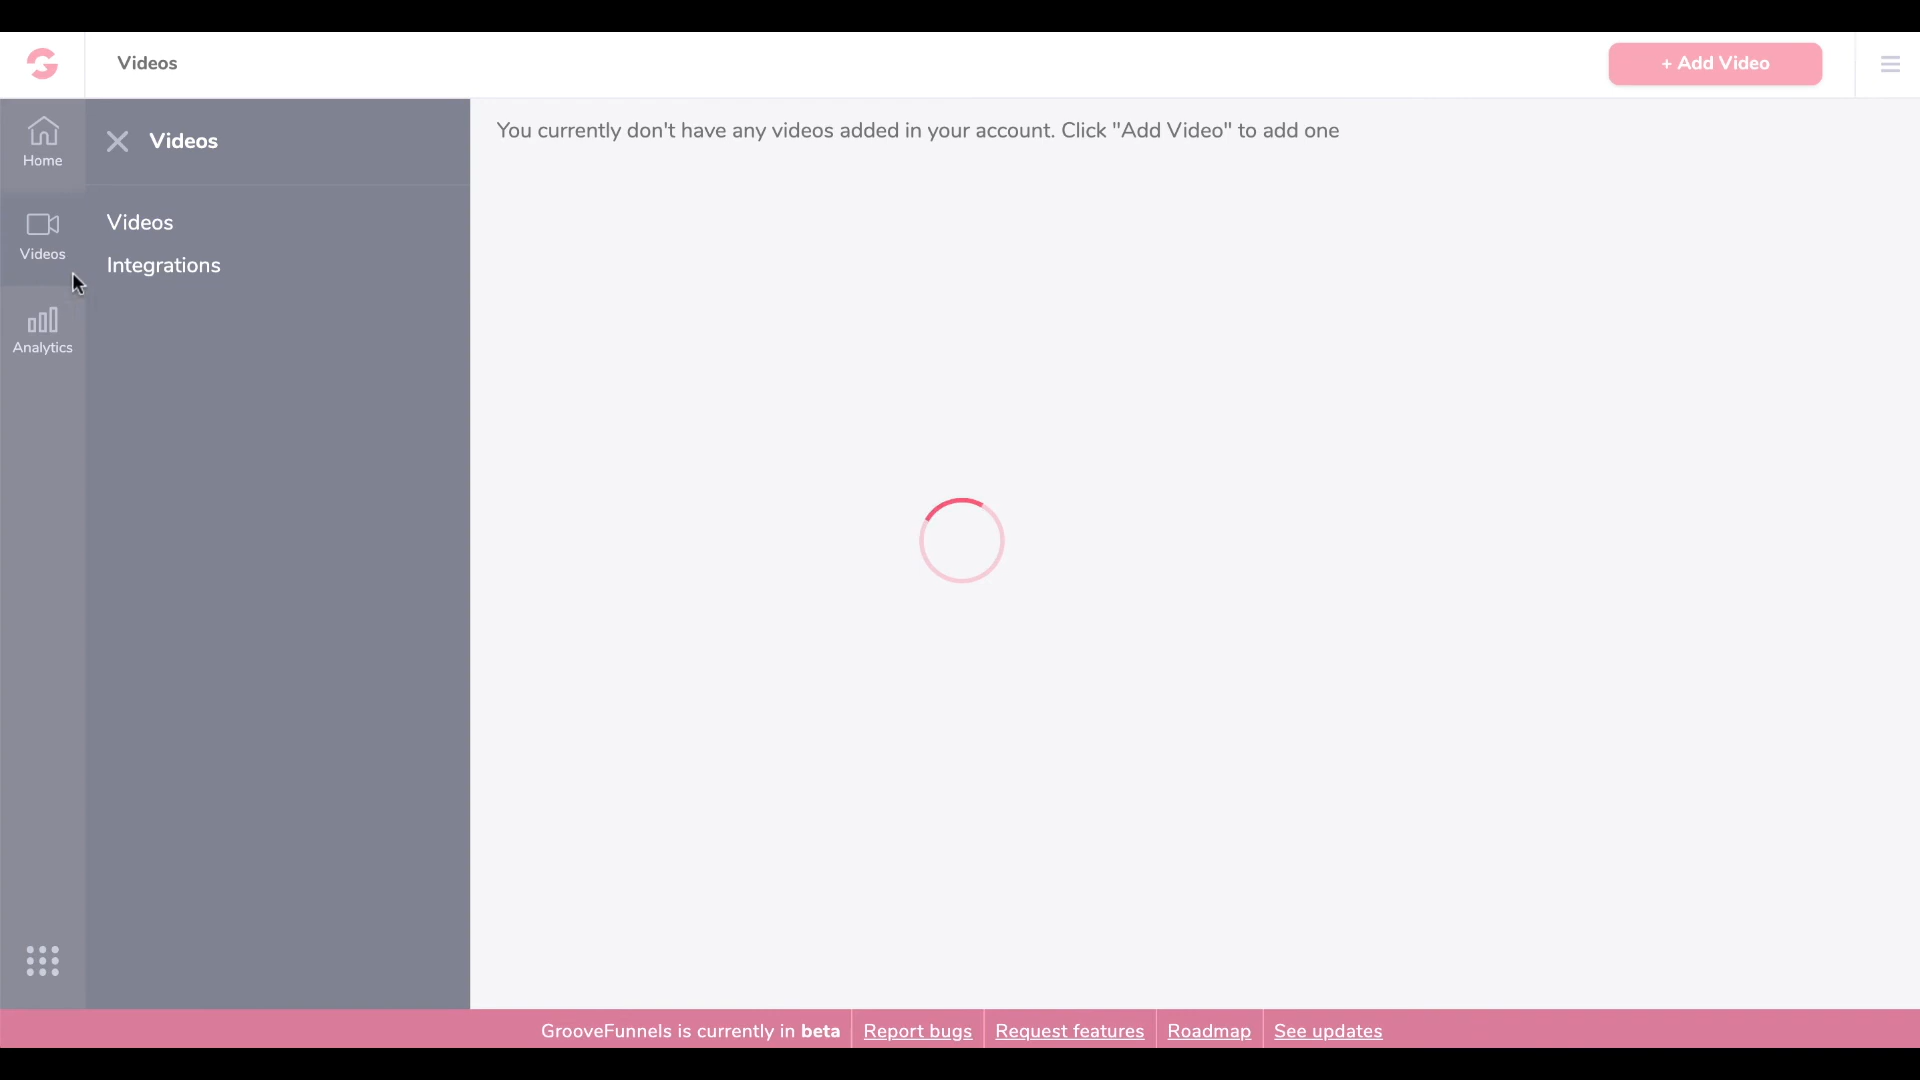 Videos
+ Add Video
Home
Videos
You currently don't have any videos added in your account. Click "Add Video" to add one
Videos
Videos
Integrations
Analytics
GrooveFunnels is currently in beta
Report bugs
Request features
Roadmap
See updates